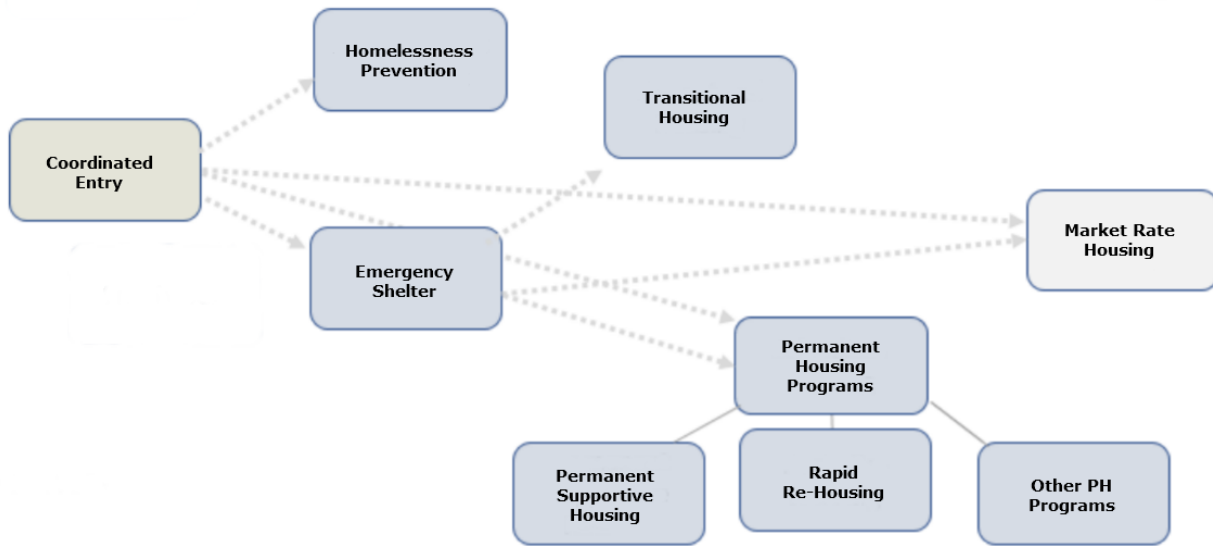 Homelessness
Prevention
Transitional
Housing
Coordinated
Entry
Market Rate
Housing
Emergency
Shelter
Permanent
Housing
Programs
Permanent
Supportive
Housing
Rapid
Re-Housing
Other PH
Programs